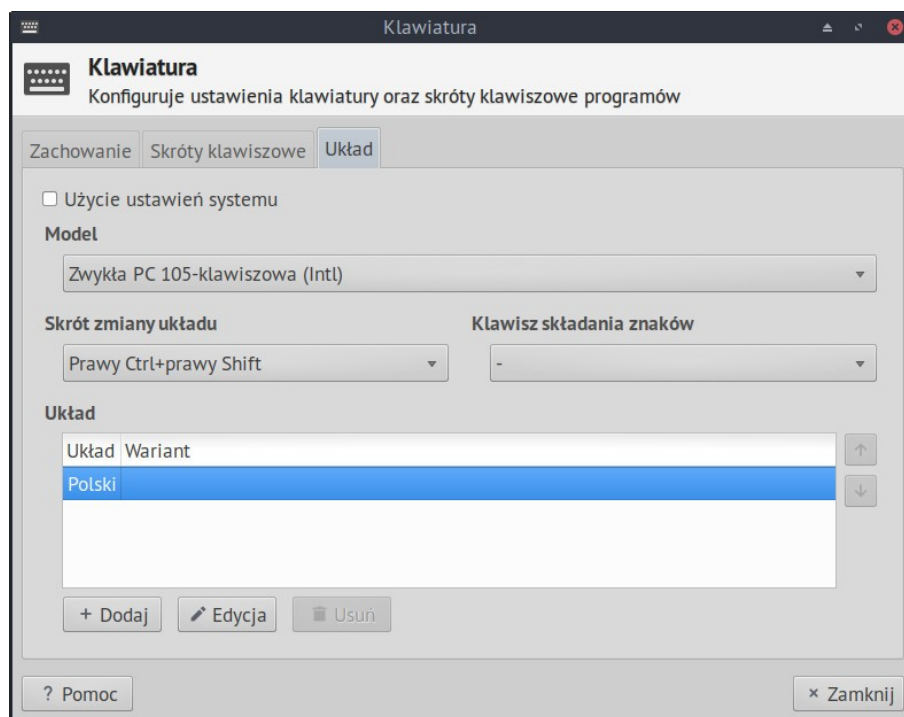 Klawiatura
Klawiatura
Konfiguruje ustawienia klawiatury oraz skróty klawiszowe programów
Zachowanie Skróty klawiszowe Układ
Użycie ustawień systemu
Model
Zwykła PC 105-klawiszowa (Intl)
Skrót zmiany układu Klawisz składania znaków
Prawy Ctrl+prawy Shift -
Układ
Układ Wariant
Polski
+ Dodaj Edycja Usuń
? Pomoc × Zamknij